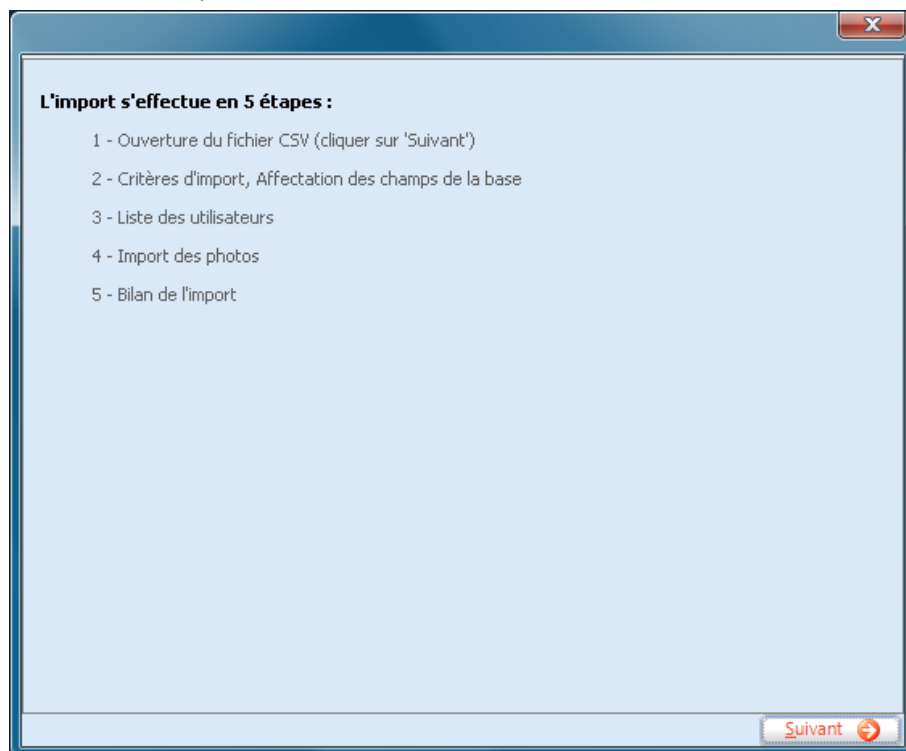 L'import s'effectue en 5 étapes :
1 - Ouverture du fichier CSV (cliquer sur 'Suivant')
2 - Critères d'import, Affectation des champs de la base
3 - Liste des utilisateurs
4 - Import des photos
5 - Bilan de l'import
Suivant